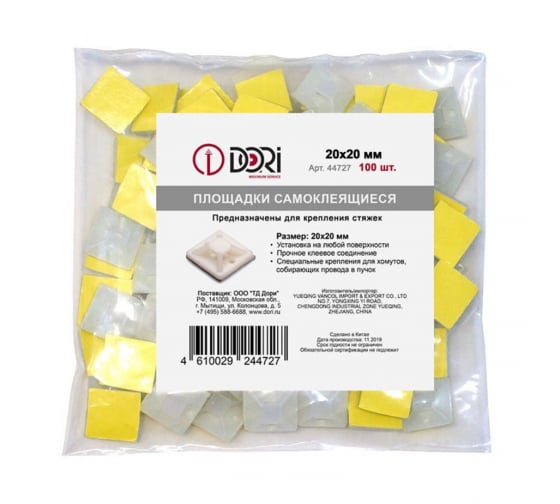 DORi
MAXIMUM SERVICE
20x20 мм
Арт. 44727 100 шт.
ПЛОЩАДКИ САМОКЛЕЯЩИЕСЯ
Предназначены для крепления стяжек
Размер: 20х20 мм
• Установка на любой поверхности
• Прочное клеевое соединение
• Специальные крепления для хомутов,
собирающих провода в пучок
Поставщик: ООО "ТД Дори"
РФ, 141009, Московская обл.,
г. Мытищи, ул. Колонцова, д. 5
+7 (495) 588-6688, www.dori.ru
Изготовитель/импортер:
YUEQING VANCOL IMPORT & EXPORT CO., LTD
NO.7, YONGXING YI ROAD,
CHENGDONG INDUSTRIAL ZONE YUEQING,
ZHEJIANG, CHINA
Сделано в Китае
Дата производства: 11.2019
Срок годности не ограничен
Обязательной сертификации не подлежит
4 610029 244727